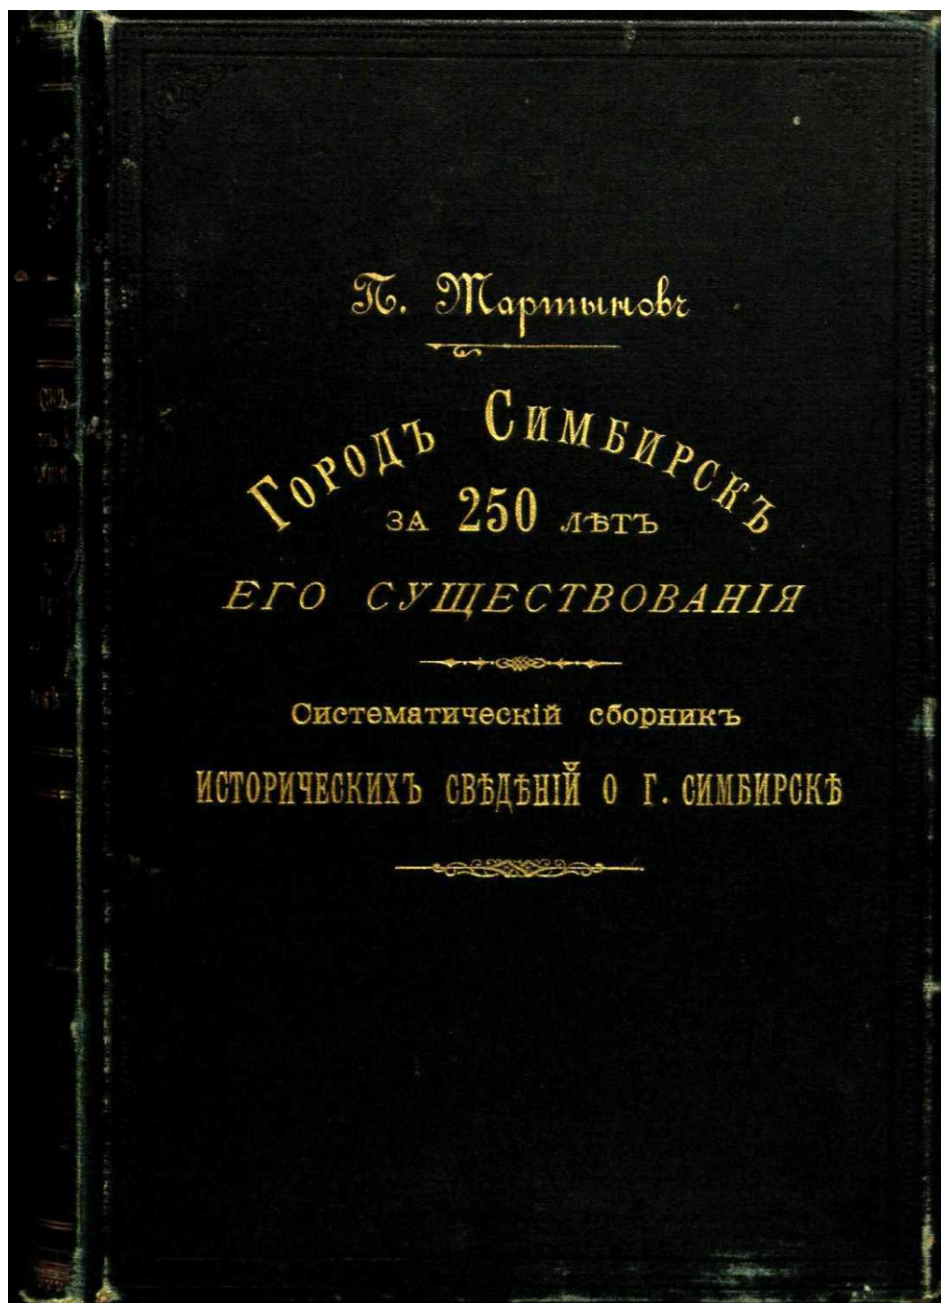 П. Мартыновъ
Городъ Симбирскъ
за 250 лѣтъ
ЕГО СУЩЕСТВОВАНІЯ
Систематическій сборникъ
ИСТОРИЧЕСКИХЪ СВѢДѢНІЙ О Г. СИМБИРСКѢ